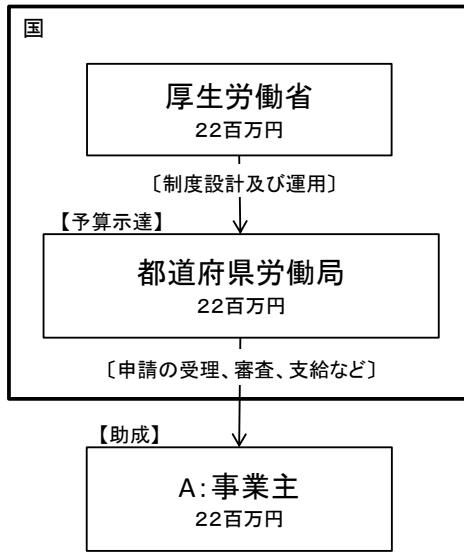 国
厚生労働省
22百万円
〔制度設計及び運用〕
【予算示達】
都道府県労働局
22百万円
〔申請の受理、審査、支給など〕
【助成】
A:事業主
22百万円